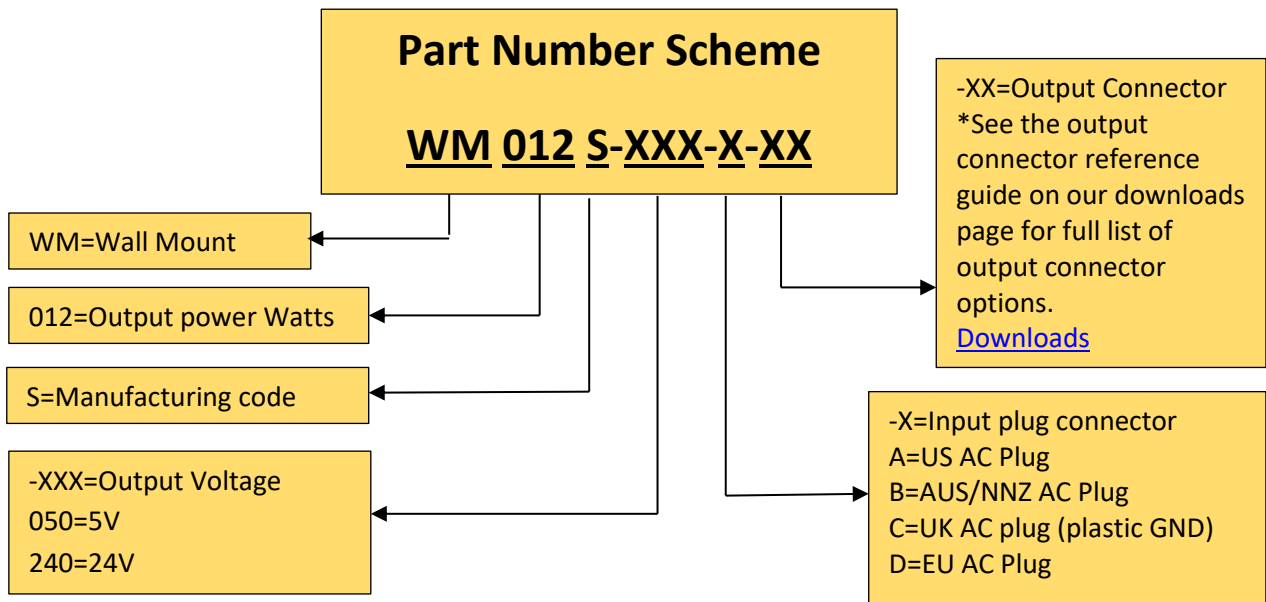 Part Number Scheme
WM 012 S-XXX-X-XX
-XX=Output Connector
*See the output
connector reference
guide on our downloads
page for full list of
output connector
options.
Downloads
WM=Wall Mount
012=Output power Watts
S=Manufacturing code
-XXX=Output Voltage
050=5V
240=24V
-X=Input plug connector
A=US AC Plug
B=AUS/NNZ AC Plug
C=UK AC plug (plastic GND)
D=EU AC Plug